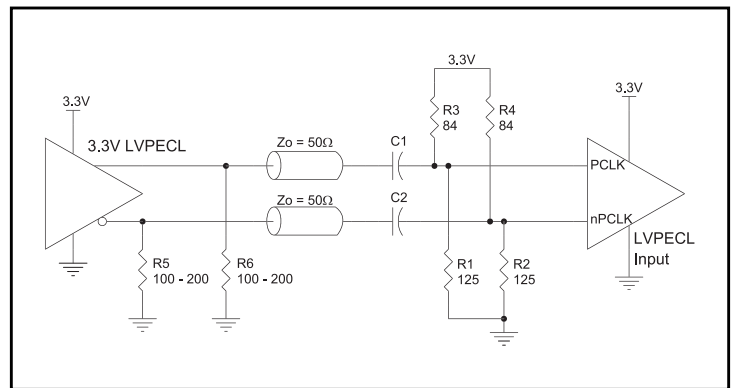 3.3V
3.3V LVPECL
R5
100 - 200
R6
100 - 200
Zo = 50Ω
Zo = 50Ω
C1
C2
3.3V
R3
84
R4
84
R1
125
R2
125
3.3V
PCLK
nPCLK
LVPECL
Input